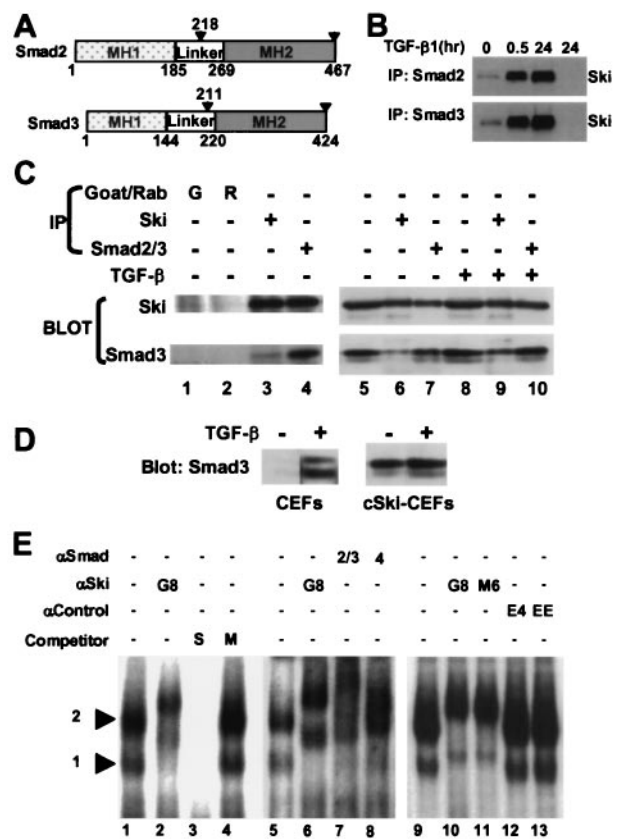 A
218
Smad2 MH1 Linker MH2
1 185 269 467
211
Smad3 MH1 Linker MH2
1 144 220 424
B
TGF-β1(hr) 0 0.5 24 24
IP: Smad2 Ski
IP: Smad3 Ski
C
IP
Goat/Rab G R - - - - - - - -
Ski - - + - - + - - + -
Smad2/3 - - - + - - + - - +
TGF-β - - - - - - - + + +
BLOT
Ski
Smad3
1 2 3 4 5 6 7 8 9 10
D
TGF-β - + - +
Blot: Smad3
CEFs cSki-CEFs
E
αSmad - - - - - - 2/3 4 - - - - -
αSki - G8 - - - G8 - - - G8 M6 - -
αControl - - - - - - - - - - - E4 EE
Competitor - - S M - - - - - - - - -
2
1
1 2 3 4 5 6 7 8 9 10 11 12 13